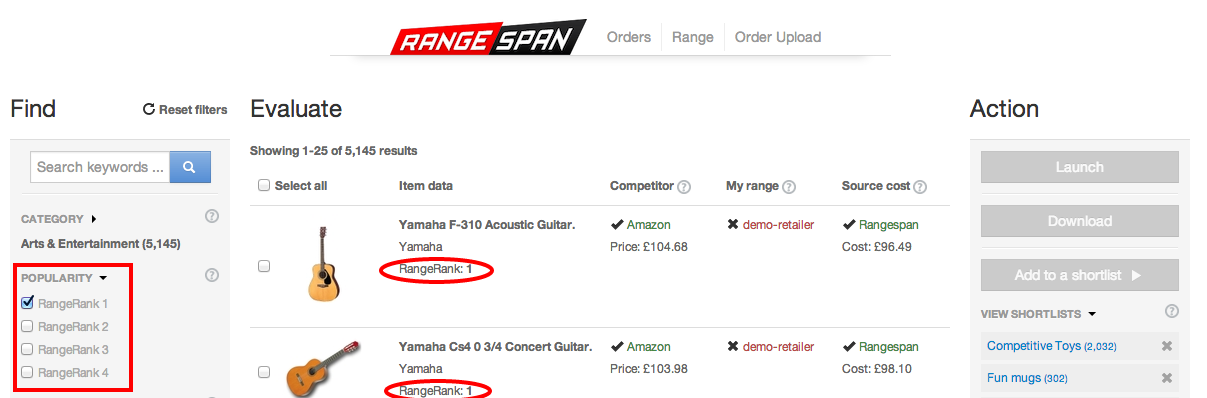 RANGESPAN
Orders Range Order Upload
Find
Reset filters
Search keywords ...
CATEGORY
?
Arts & Entertainment (5,145)
POPULARITY
?
RangeRank 1
RangeRank 2
RangeRank 3
RangeRank 4
Evaluate
Showing 1-25 of 5,145 results
Select all Item data Competitor ? My range ? Source cost ?
Yamaha F-310 Acoustic Guitar. Amazon demo-retailer Rangespan
Yamaha Price: £104.68 Cost: £96.49
RangeRank: 1
Yamaha Cs4 0 3/4 Concert Guitar. Amazon demo-retailer Rangespan
Yamaha Price: £103.98 Cost: £98.10
RangeRank: 1
Action
Launch
Download
Add to a shortlist
VIEW SHORTLISTS ?
Competitive Toys (2,032)
Fun mugs (302)